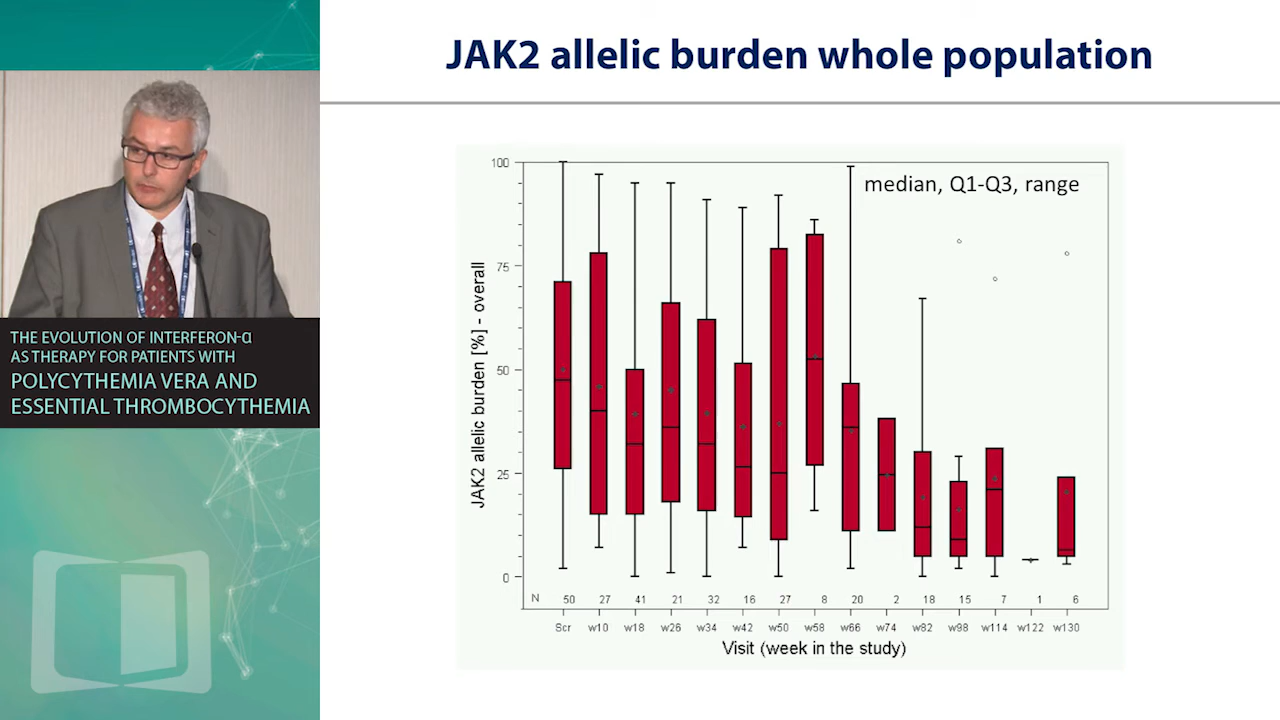 JAK2 allelic burden whole population
THE EVOLUTION OF INTERFERON-α
AS THERAPY FOR PATIENTS WITH
POLYCYTHEMIA VERA AND
ESSENTIAL THROMBOCYTHEMIA
median, Q1-Q3, range
JAK2 allelic burden [%] - overall
100
75
50
25
0
N 50 27 41 21 32 16 27 8 20 2 18 15 7 1 6
Scr w10 w18 w26 w34 w42 w50 w58 w66 w74 w82 w98 w114 w122 w130
Visit (week in the study)